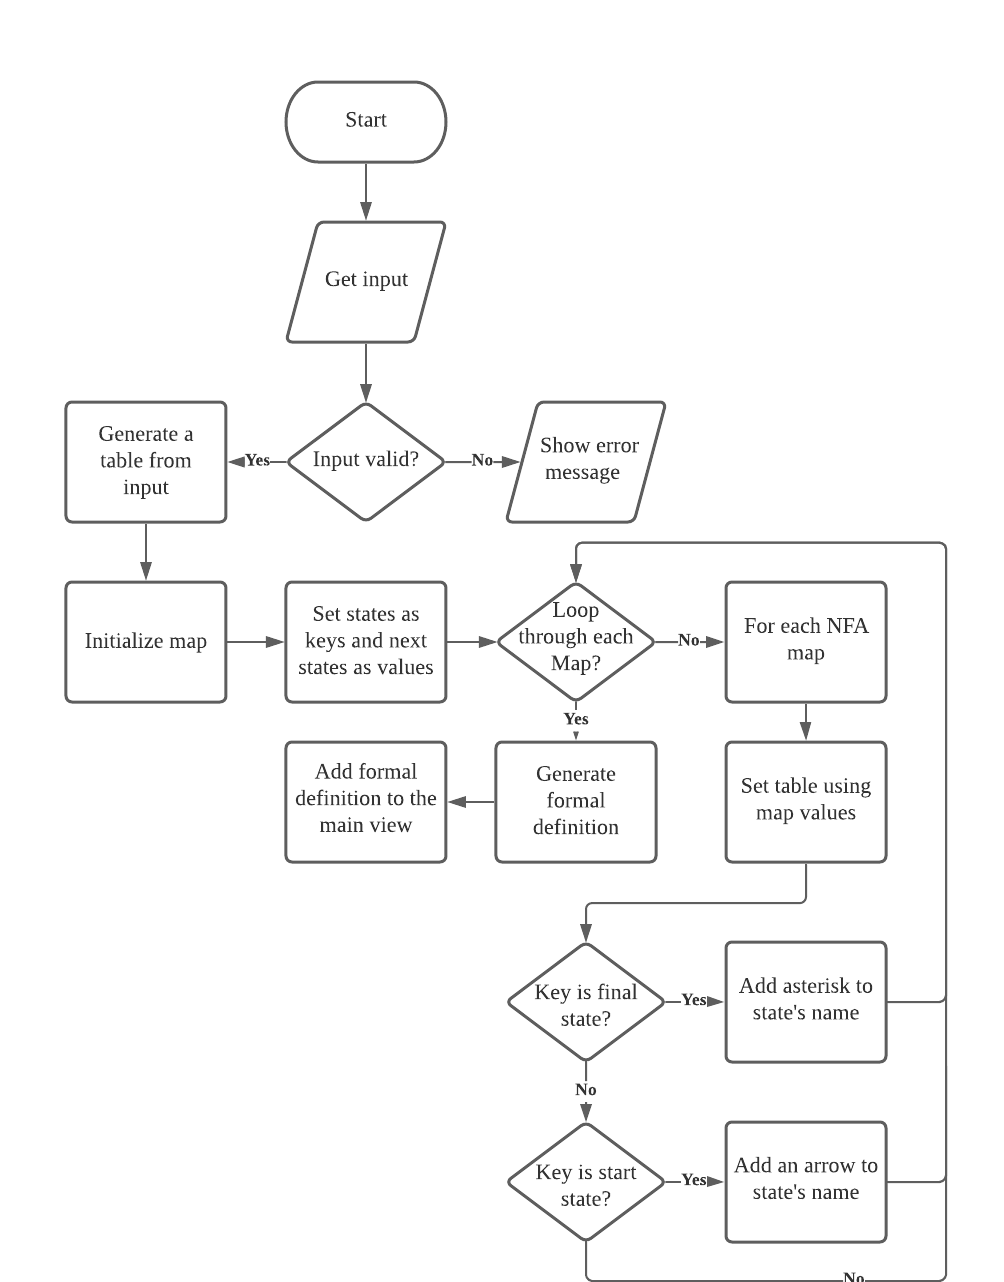 Start
Get input
Generate a
table from
input
Yes
Input valid?
No
Show error
message
Initialize map
Set states as
keys and next
states as values
Loop
through each
Map?
No
For each NFA
map
Yes
Add formal
definition to the
main view
Generate
formal
definition
Set table using
map values
Key is final
state?
Yes
Add asterisk to
state's name
No
Key is start
state?
Yes
Add an arrow to
state's name
No